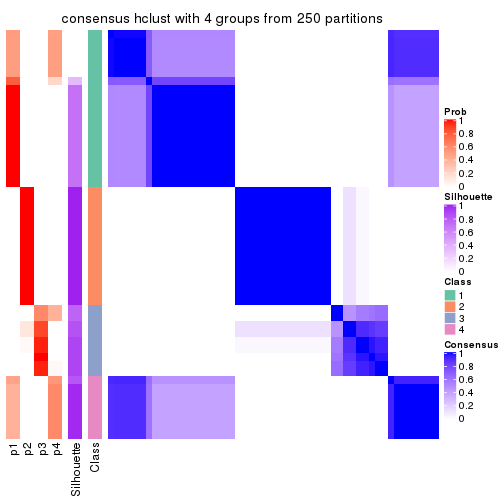 consensus hclust with 4 groups from 250 partitions
Prob
1
0.8
0.6
0.4
0.2
0
Silhouette
1
0.8
0.6
0.4
0.2
0
Class
1
2
3
4
Consensus
1
0.8
0.6
0.4
0.2
0
p1
p2
p3
p4
Silhouette
Class